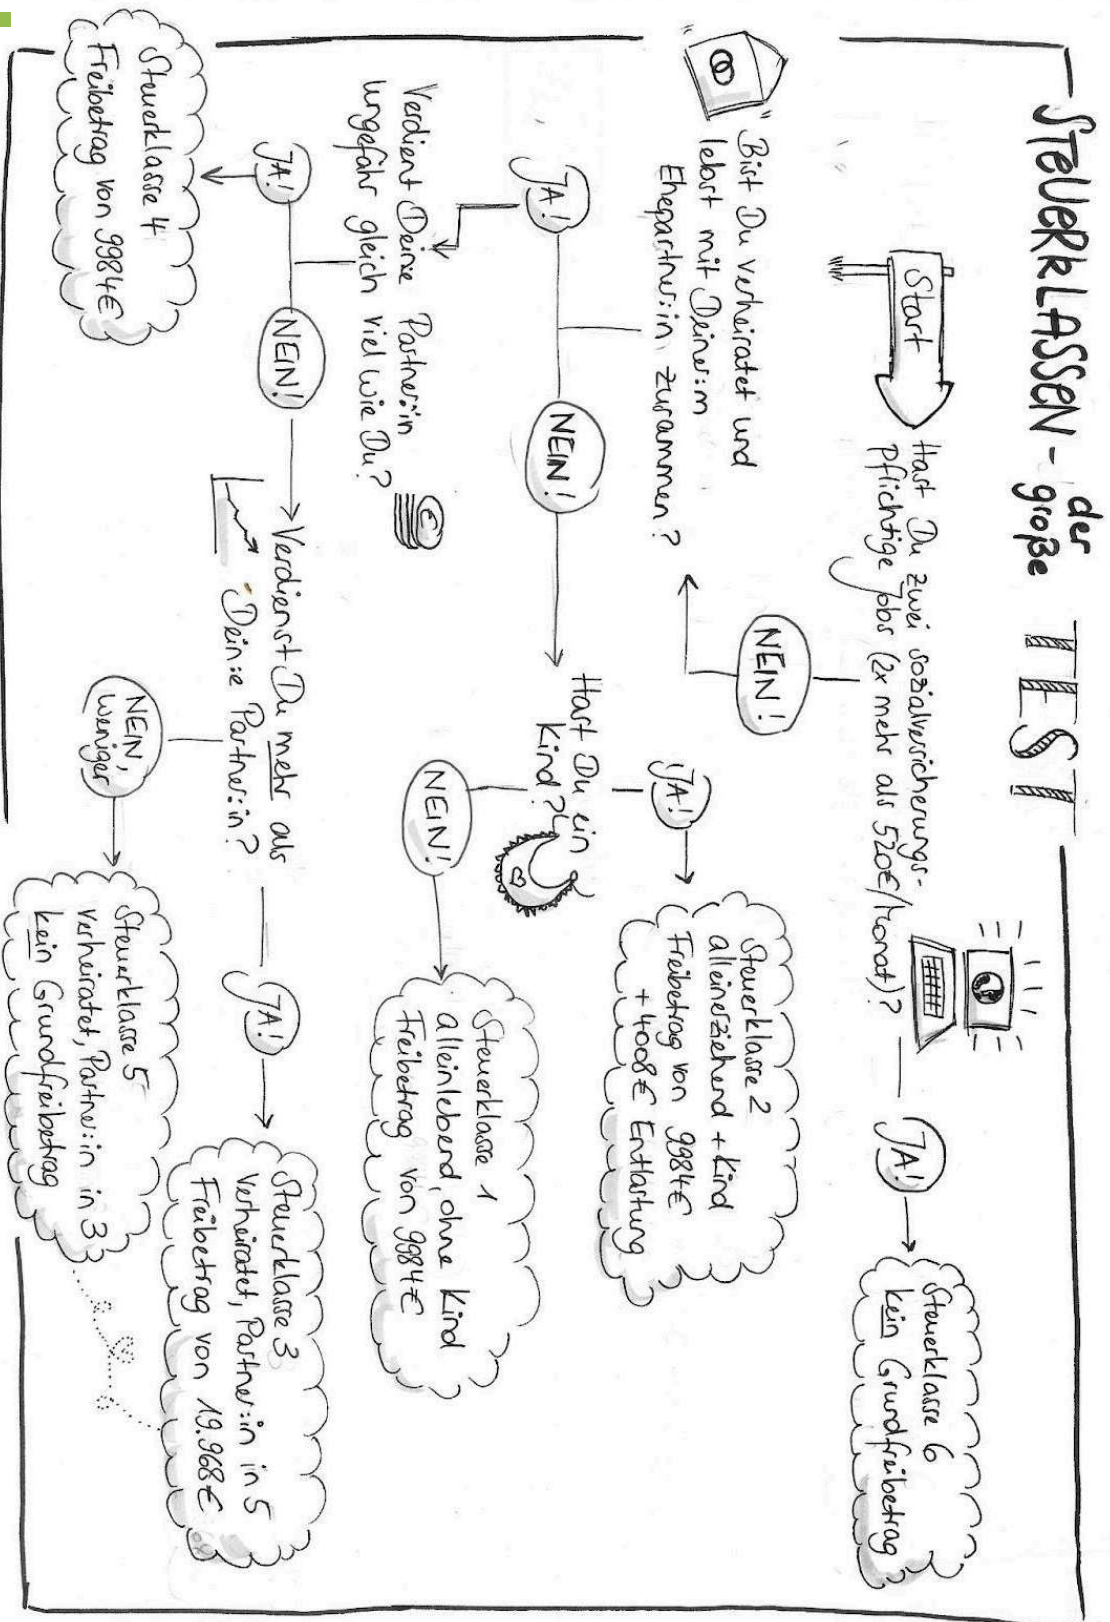 STEUERKLASSEN - der große TEST
Start
Hast Du zwei sozialversicherungs-
pflichtige Jobs (2x mehr als 520€/Monat)?
JA!
Steuerklasse 6
kein Grundfreibetrag
NEIN!
Bist Du verheiratet und
lebst mit Deiner:m
Ehepartner:in zusammen?
JA!
NEIN!
Hast Du ein
Kind?
JA!
Steuerklasse 2
alleinerziehend + Kind
Freibetrag von 9984€
+ 4008€ Entlastung
NEIN!
Steuerklasse 1
alleinlebend, ohne Kind
Freibetrag von 9984€
Verdient Deine Partner:in
ungefähr gleich viel wie Du?
€
JA!
NEIN!
Steuerklasse 4
Freibetrag von 9984€
Verdienst Du mehr als
Dein:e Partner:in?
JA!
Steuerklasse 3
Verheiratet, Partner:in in 5
Freibetrag von 19.968€
NEIN,
weniger
Steuerklasse 5
verheiratet, Partner:in in 3
kein Grundfreibetrag